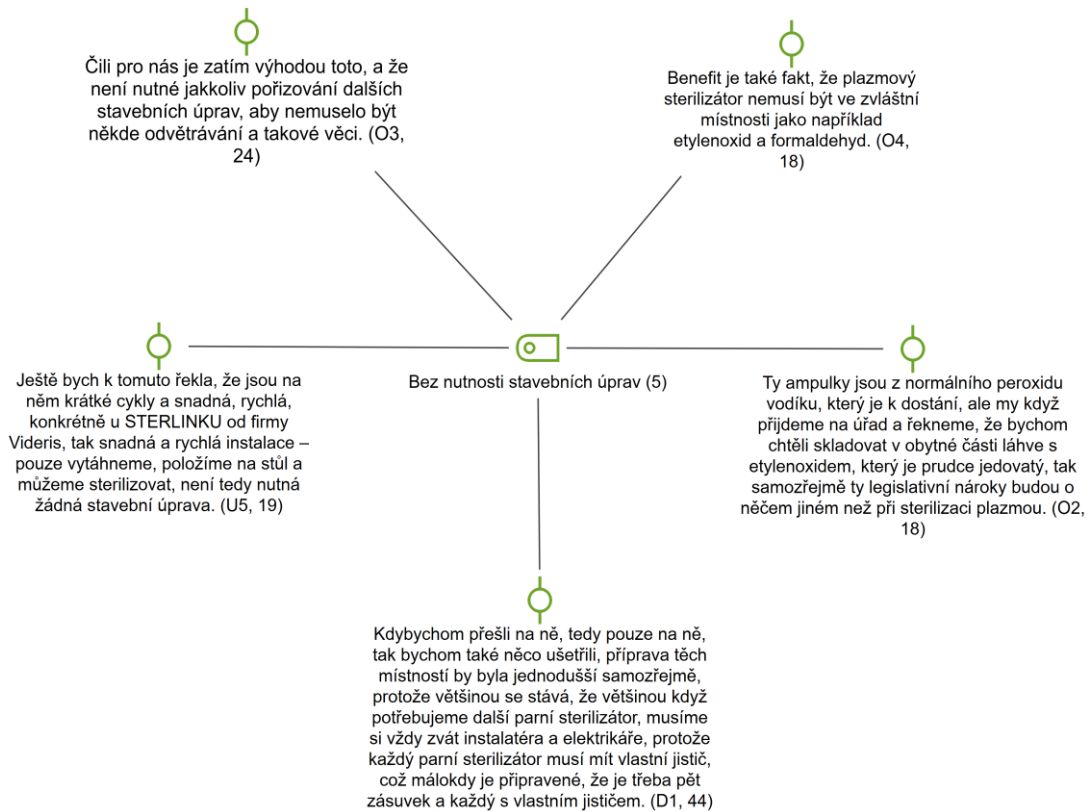 Čili pro nás je zatím výhodou toto, a že
není nutné jakkoliv pořizování dalších
stavebních úprav, aby nemuselo být
někde odvětrávání a takové věci. (O3,
24)
Benefit je také fakt, že plazmový
sterilizátor nemusí být ve zvláštní
místnosti jako například
etylenoxid a formaldehyd. (O4,
18)
Ještě bych k tomuto řekla, že jsou na
něm krátké cykly a snadná, rychlá,
konkrétně u STERLINKU od firmy
Videris, tak snadná a rychlá instalace –
pouze vytáhneme, položíme na stůl a
můžeme sterilizovat, není tedy nutná
žádná stavební úprava. (U5, 19)
Bez nutnosti stavebních úprav (5)
Ty ampulky jsou z normálního peroxidu
vodíku, který je k dostání, ale my když
přijdeme na úřad a řekneme, že bychom
chtěli skladovat v obytné části láhve s
etylenoxidem, který je prudce jedovatý, tak
samozřejmě ty legislativní nároky budou o
něčem jiném než při sterilizaci plazmou. (O2,
18)
Kdybychom přešli na ně, tedy pouze na ně,
tak bychom také něco ušetřili, příprava těch
místností by byla jednodušší samozřejmě,
protože většinou se stává, že většinou když
potřebujeme další parní sterilizátor, musíme
si vždy zvát instalatéra a elektrikáře, protože
každý parní sterilizátor musí mít vlastní jistič,
což málokdy je připravené, že je třeba pět
zásuvek a každý s vlastním jističem. (D1, 44)